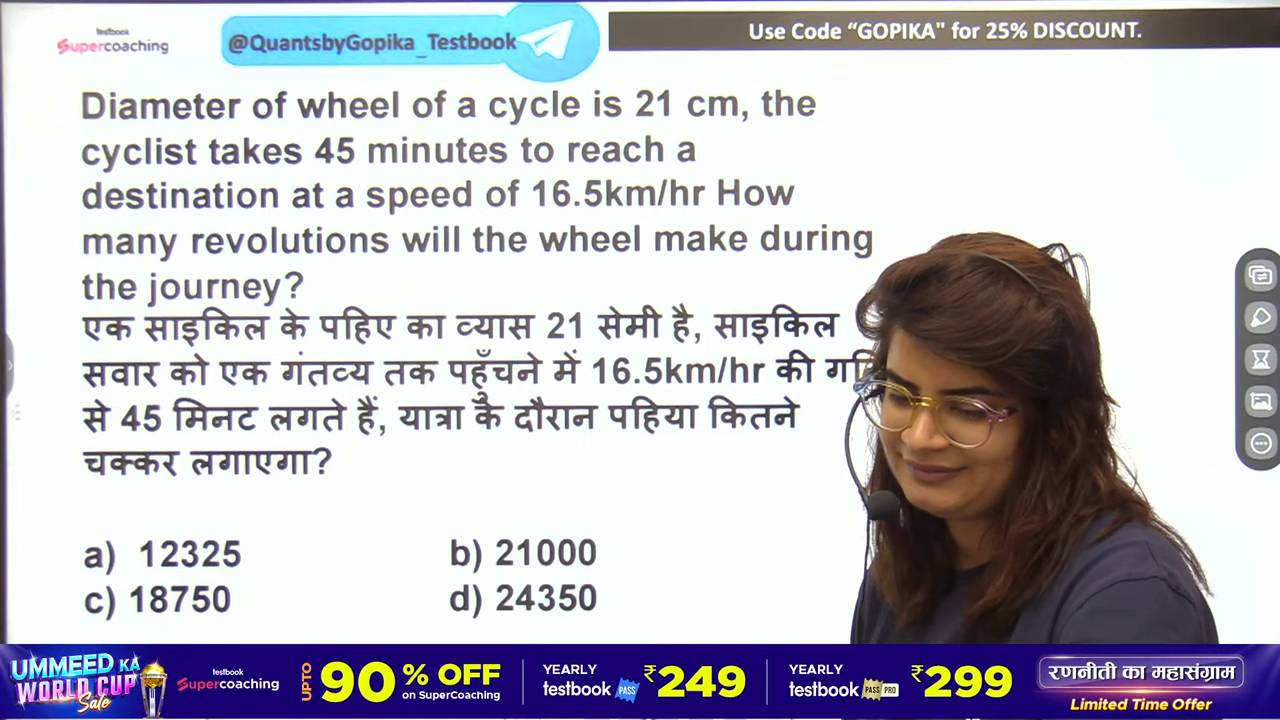 testbook
Supercoaching
@QuantsbyGopika_Testbook
Use Code “GOPIKA" for 25% DISCOUNT.
Diameter of wheel of a cycle is 21 cm, the
cyclist takes 45 minutes to reach a
destination at a speed of 16.5km/hr How
many revolutions will the wheel make during
the journey?
एक साइकिल के पहिए का व्यास 21 सेमी है, साइकिल
सवार को एक गंतव्य तक पहुँचने में 16.5km/hr की
से 45 मिनट लगते हैं, यात्रा के दौरान पहिया कितने
चक्कर लगाएगा?
a) 12325
b) 21000
c) 18750
d) 24350
UMMEED KA
WORLD CUP
Sale
testbook
Supercoaching
UPTO 90% OFF
on SuperCoaching
YEARLY
testbook PASS
₹249
YEARLY
testbook PASS PRO
₹299
रणनीती का महासंग्राम
Limited Time Offer